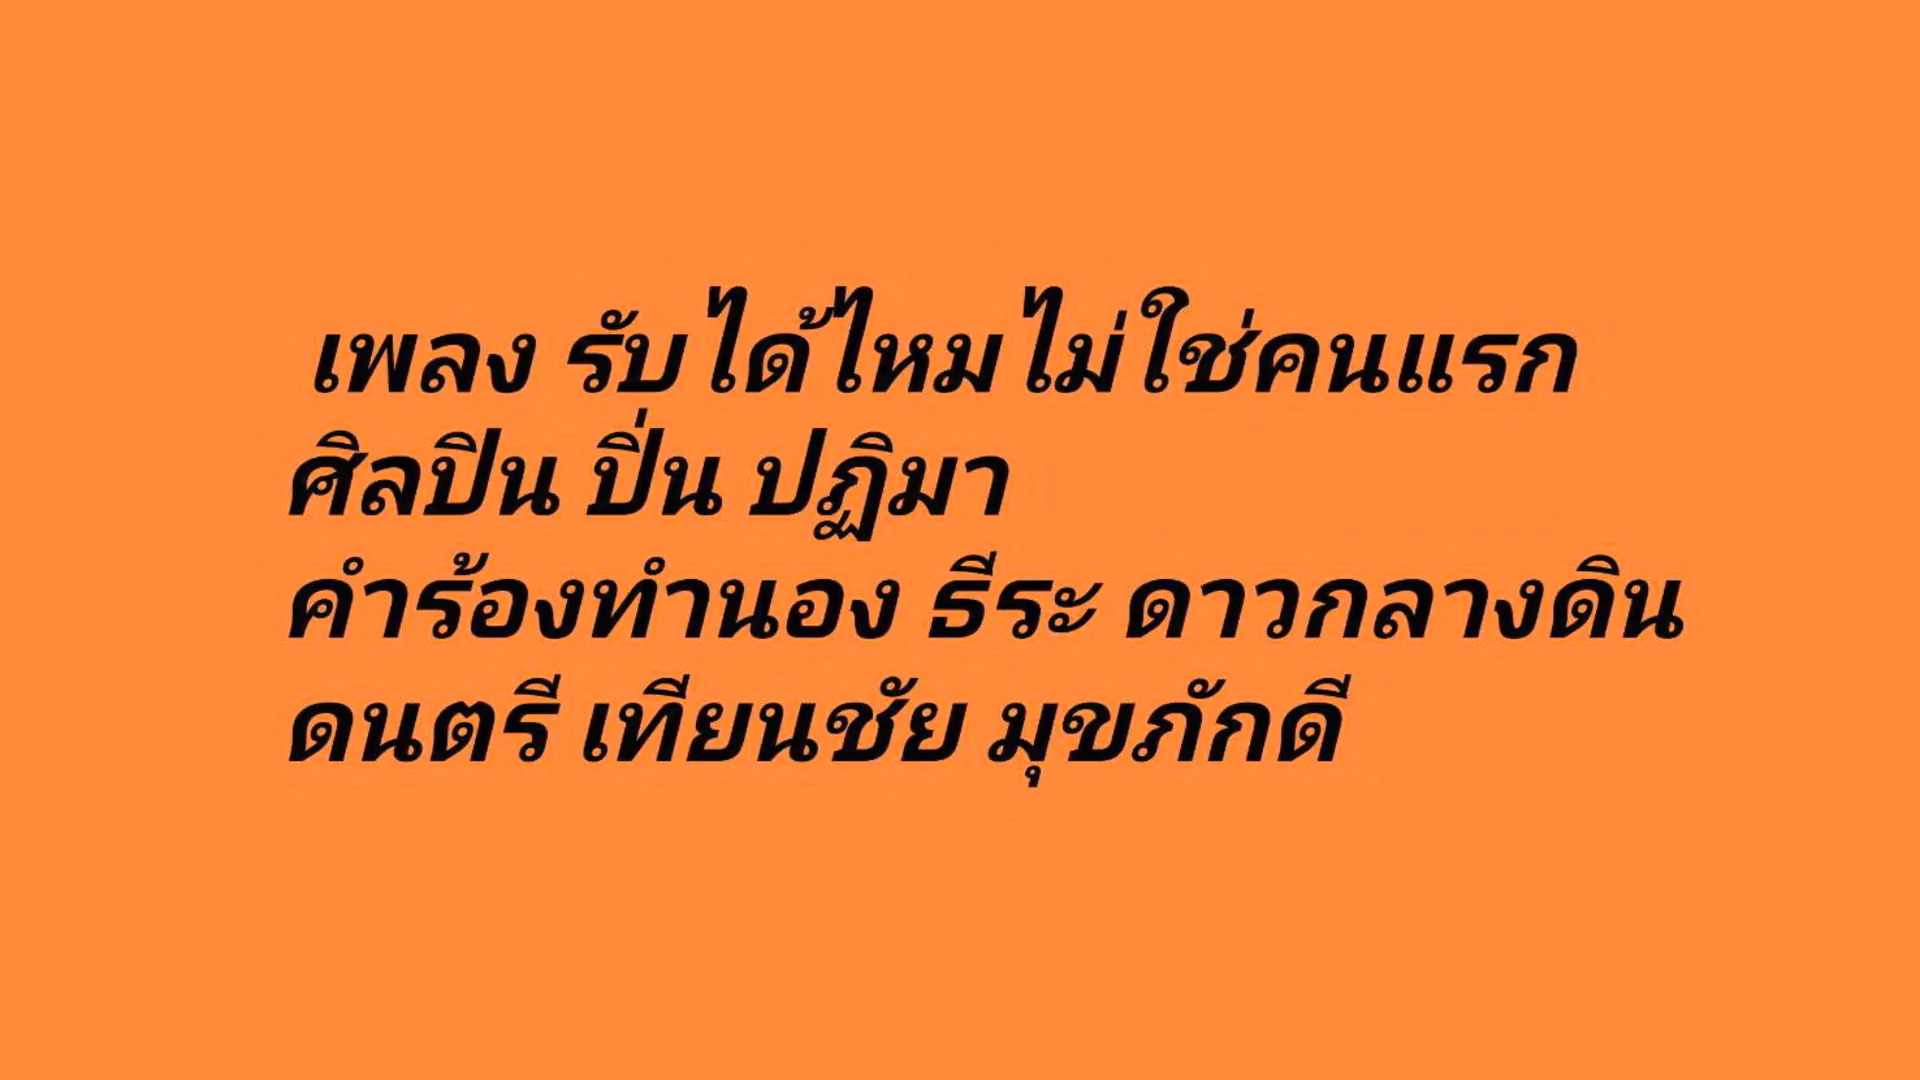 เพลง รับได้ไหมไม่ใช่คนแรก
ศิลปิน ปิ่น ปฏิมา
คำร้องทำนอง ธีระ ดาวกลางดิน
ดนตรี เทียนชัย มุขภักดี